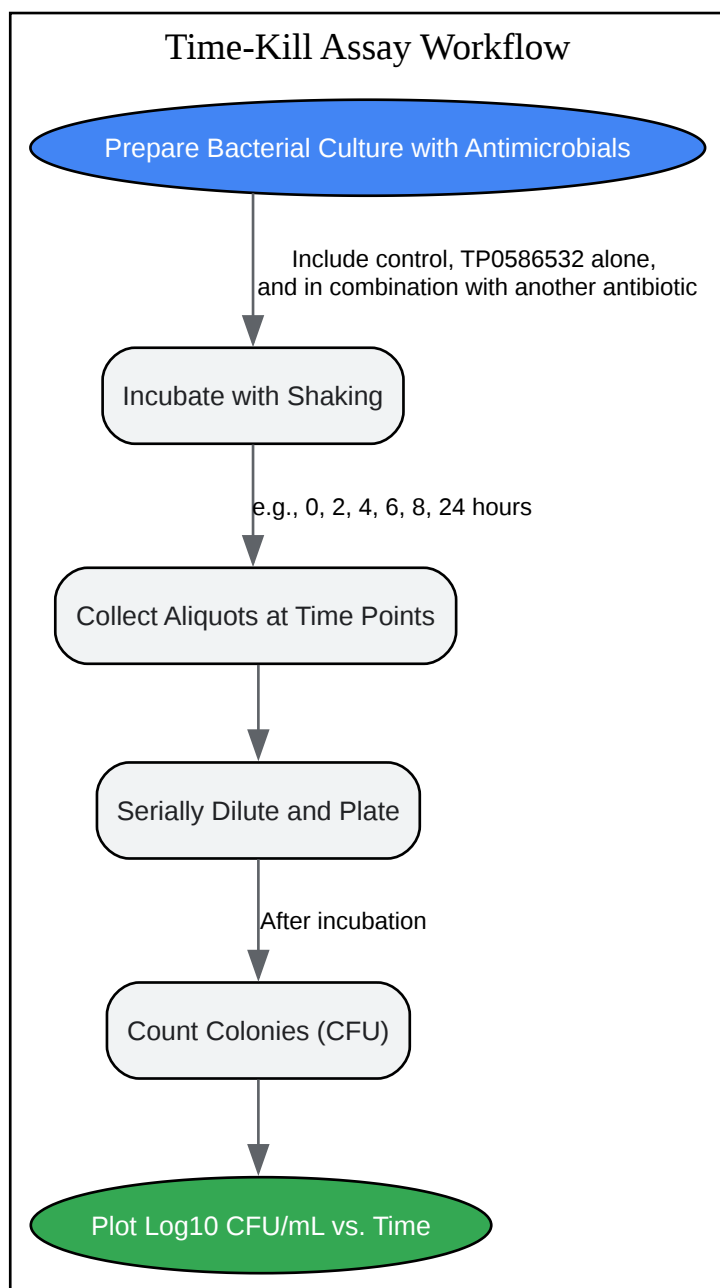 Time-Kill Assay Workflow
Prepare Bacterial Culture with Antimicrobials
Include control, TP0586532 alone,
and in combination with another antibiotic
Incubate with Shaking
e.g., 0, 2, 4, 6, 8, 24 hours
Collect Aliquots at Time Points
Serially Dilute and Plate
After incubation
Count Colonies (CFU)
Plot Log10 CFU/mL vs. Time